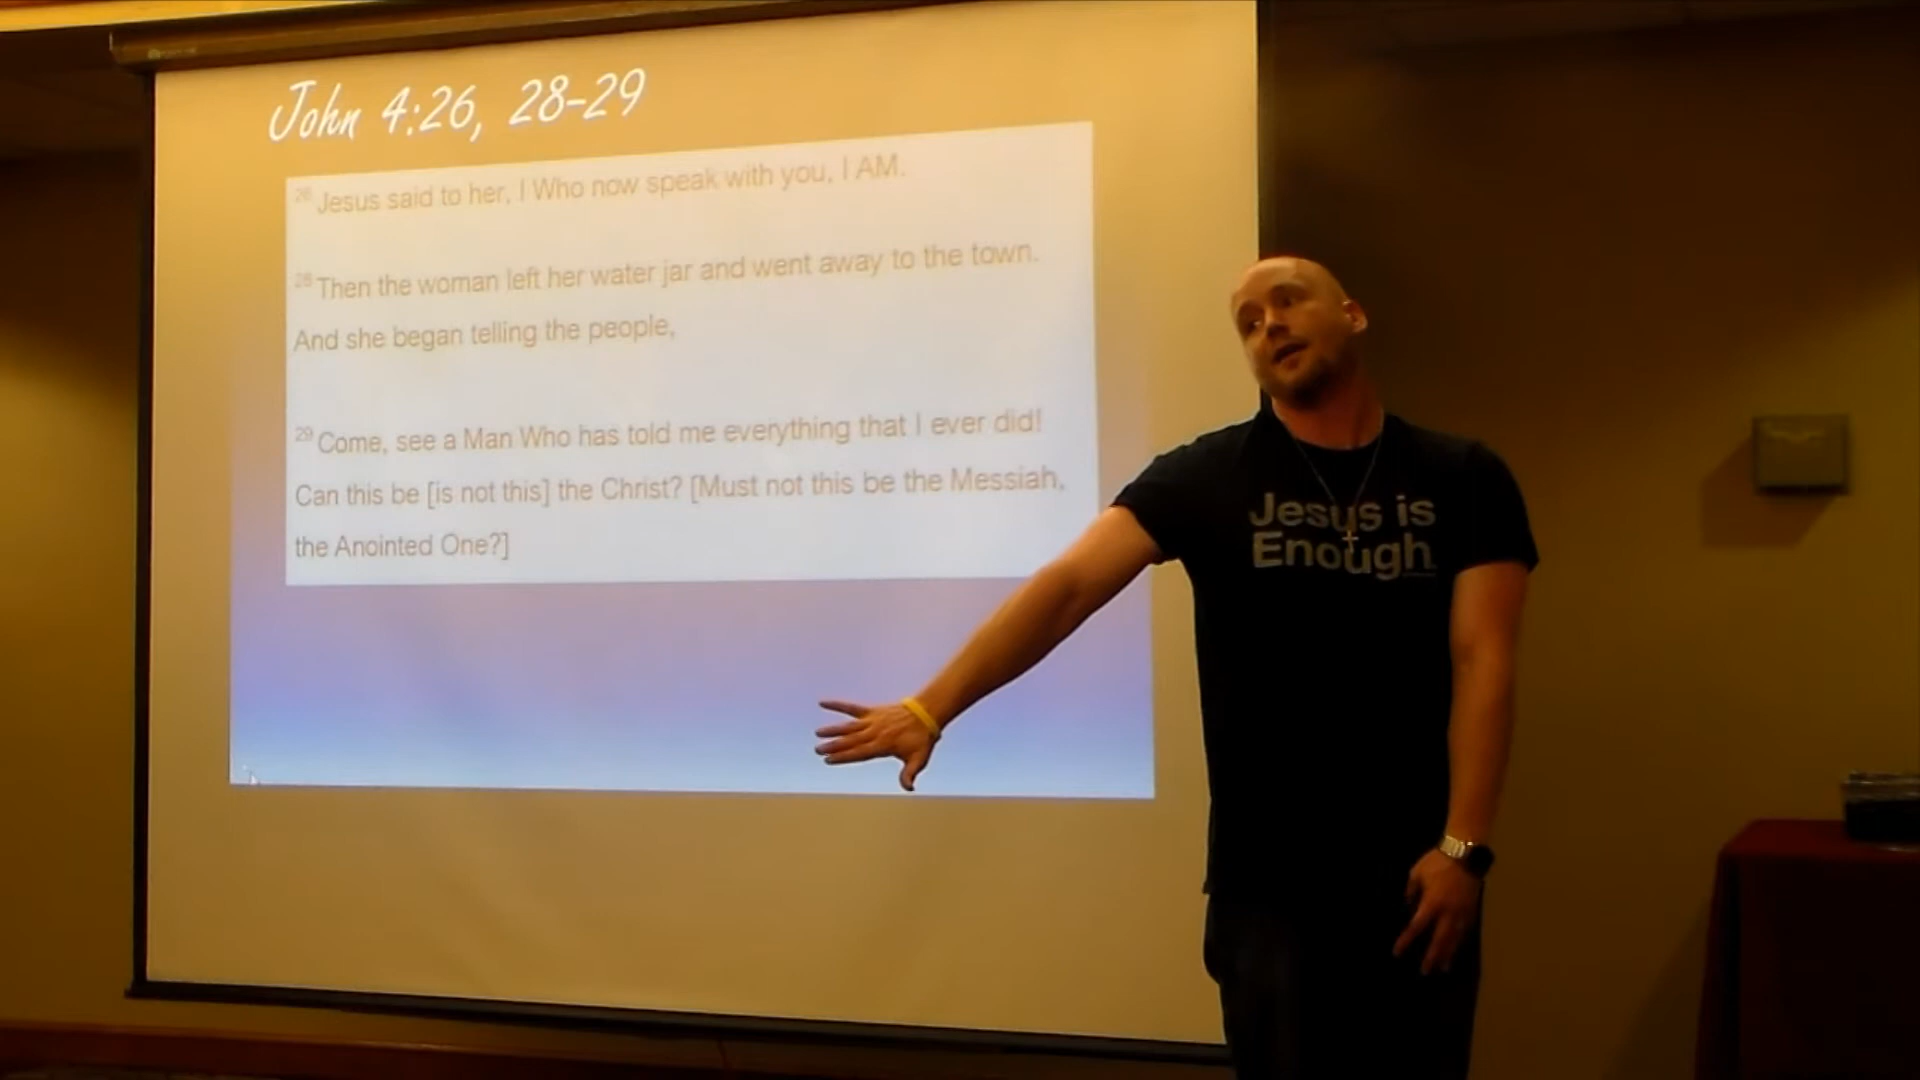 John 4:26, 28-29
26 Jesus said to her, I Who now speak with you, I AM.
28 Then the woman left her water jar and went away to the town.
And she began telling the people,
29 Come, see a Man Who has told me everything that I ever did!
Can this be [is not this] the Christ? [Must not this be the Messiah,
the Anointed One?]
Jesus is
Enough